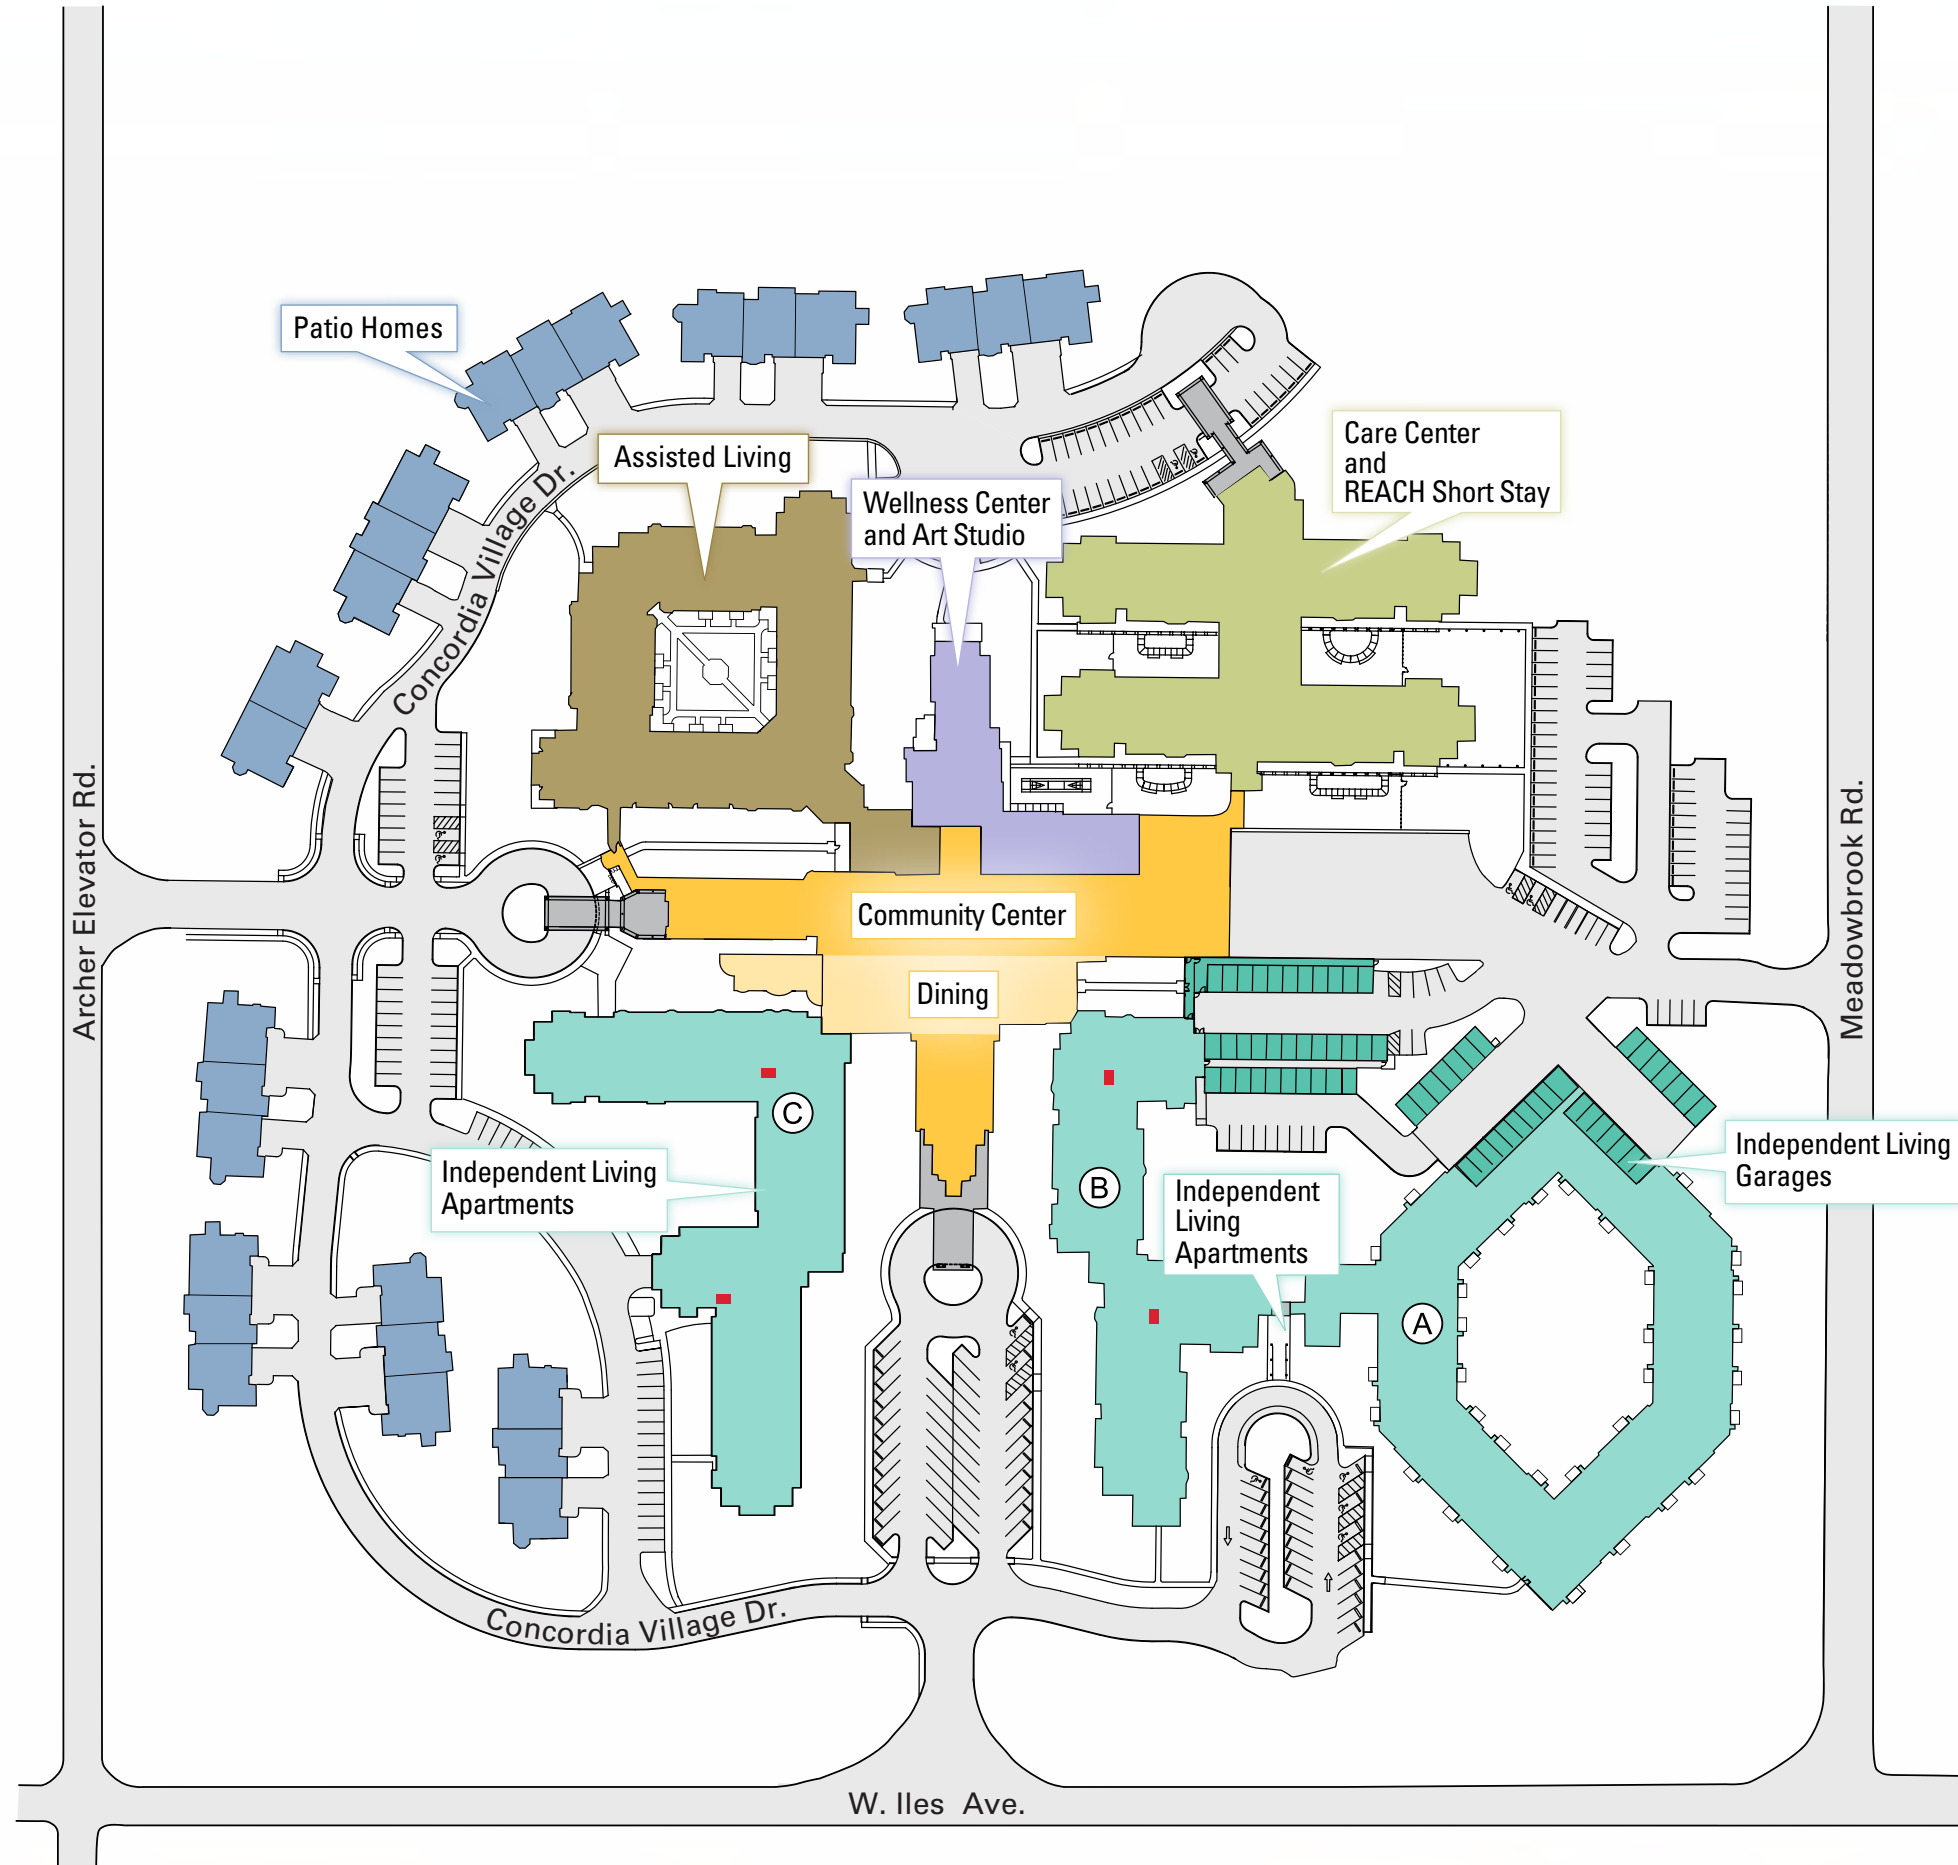 Patio Homes
Assisted Living
Care Center
and
REACH Short Stay
Wellness Center
and Art Studio
Concordia Village Dr.
Archer Elevator Rd.
Meadowbrook Rd.
Community Center
Dining
C
Independent Living
Apartments
B
Independent
Living
Apartments
A
Independent Living
Garages
Concordia Village Dr.
W. Iles Ave.